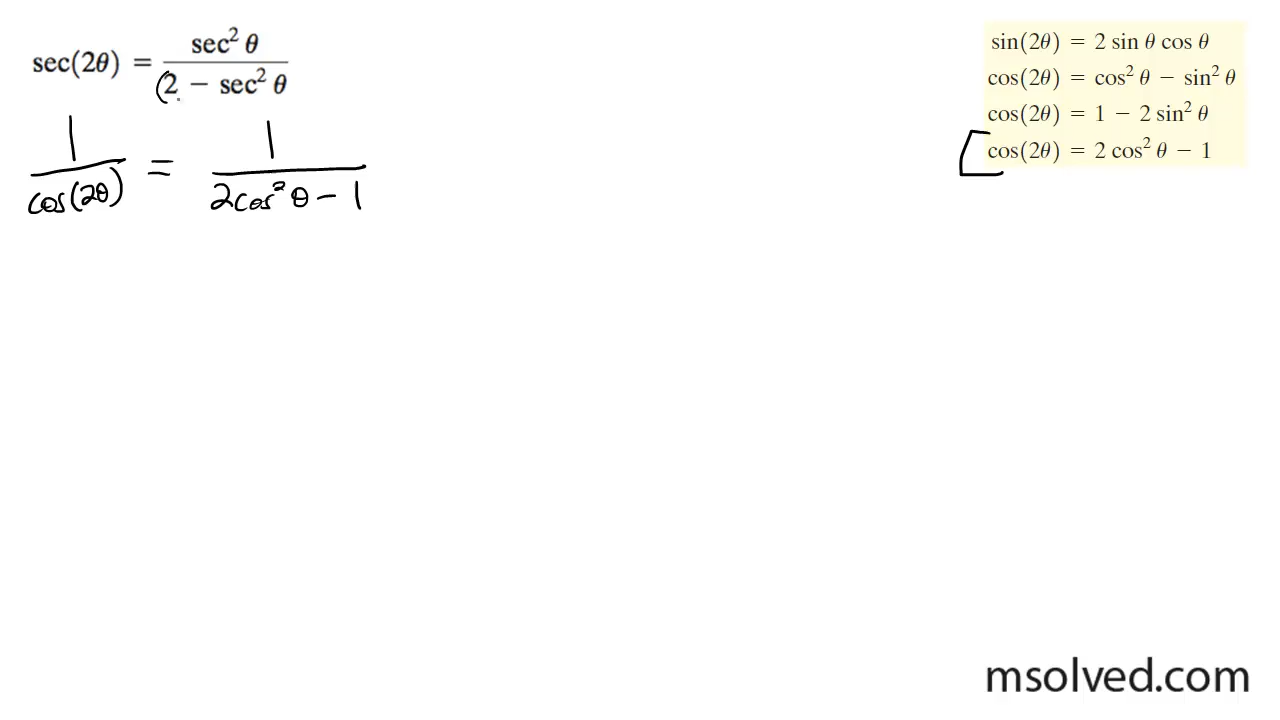 sec(2θ) = sec² θ / (2 − sec² θ
1 / cos(2θ) = 1 / 2cos² θ − 1
sin(2θ) = 2 sin θ cos θ
cos(2θ) = cos² θ − sin² θ
cos(2θ) = 1 − 2 sin² θ
[cos(2θ) = 2 cos² θ − 1
msolved.com